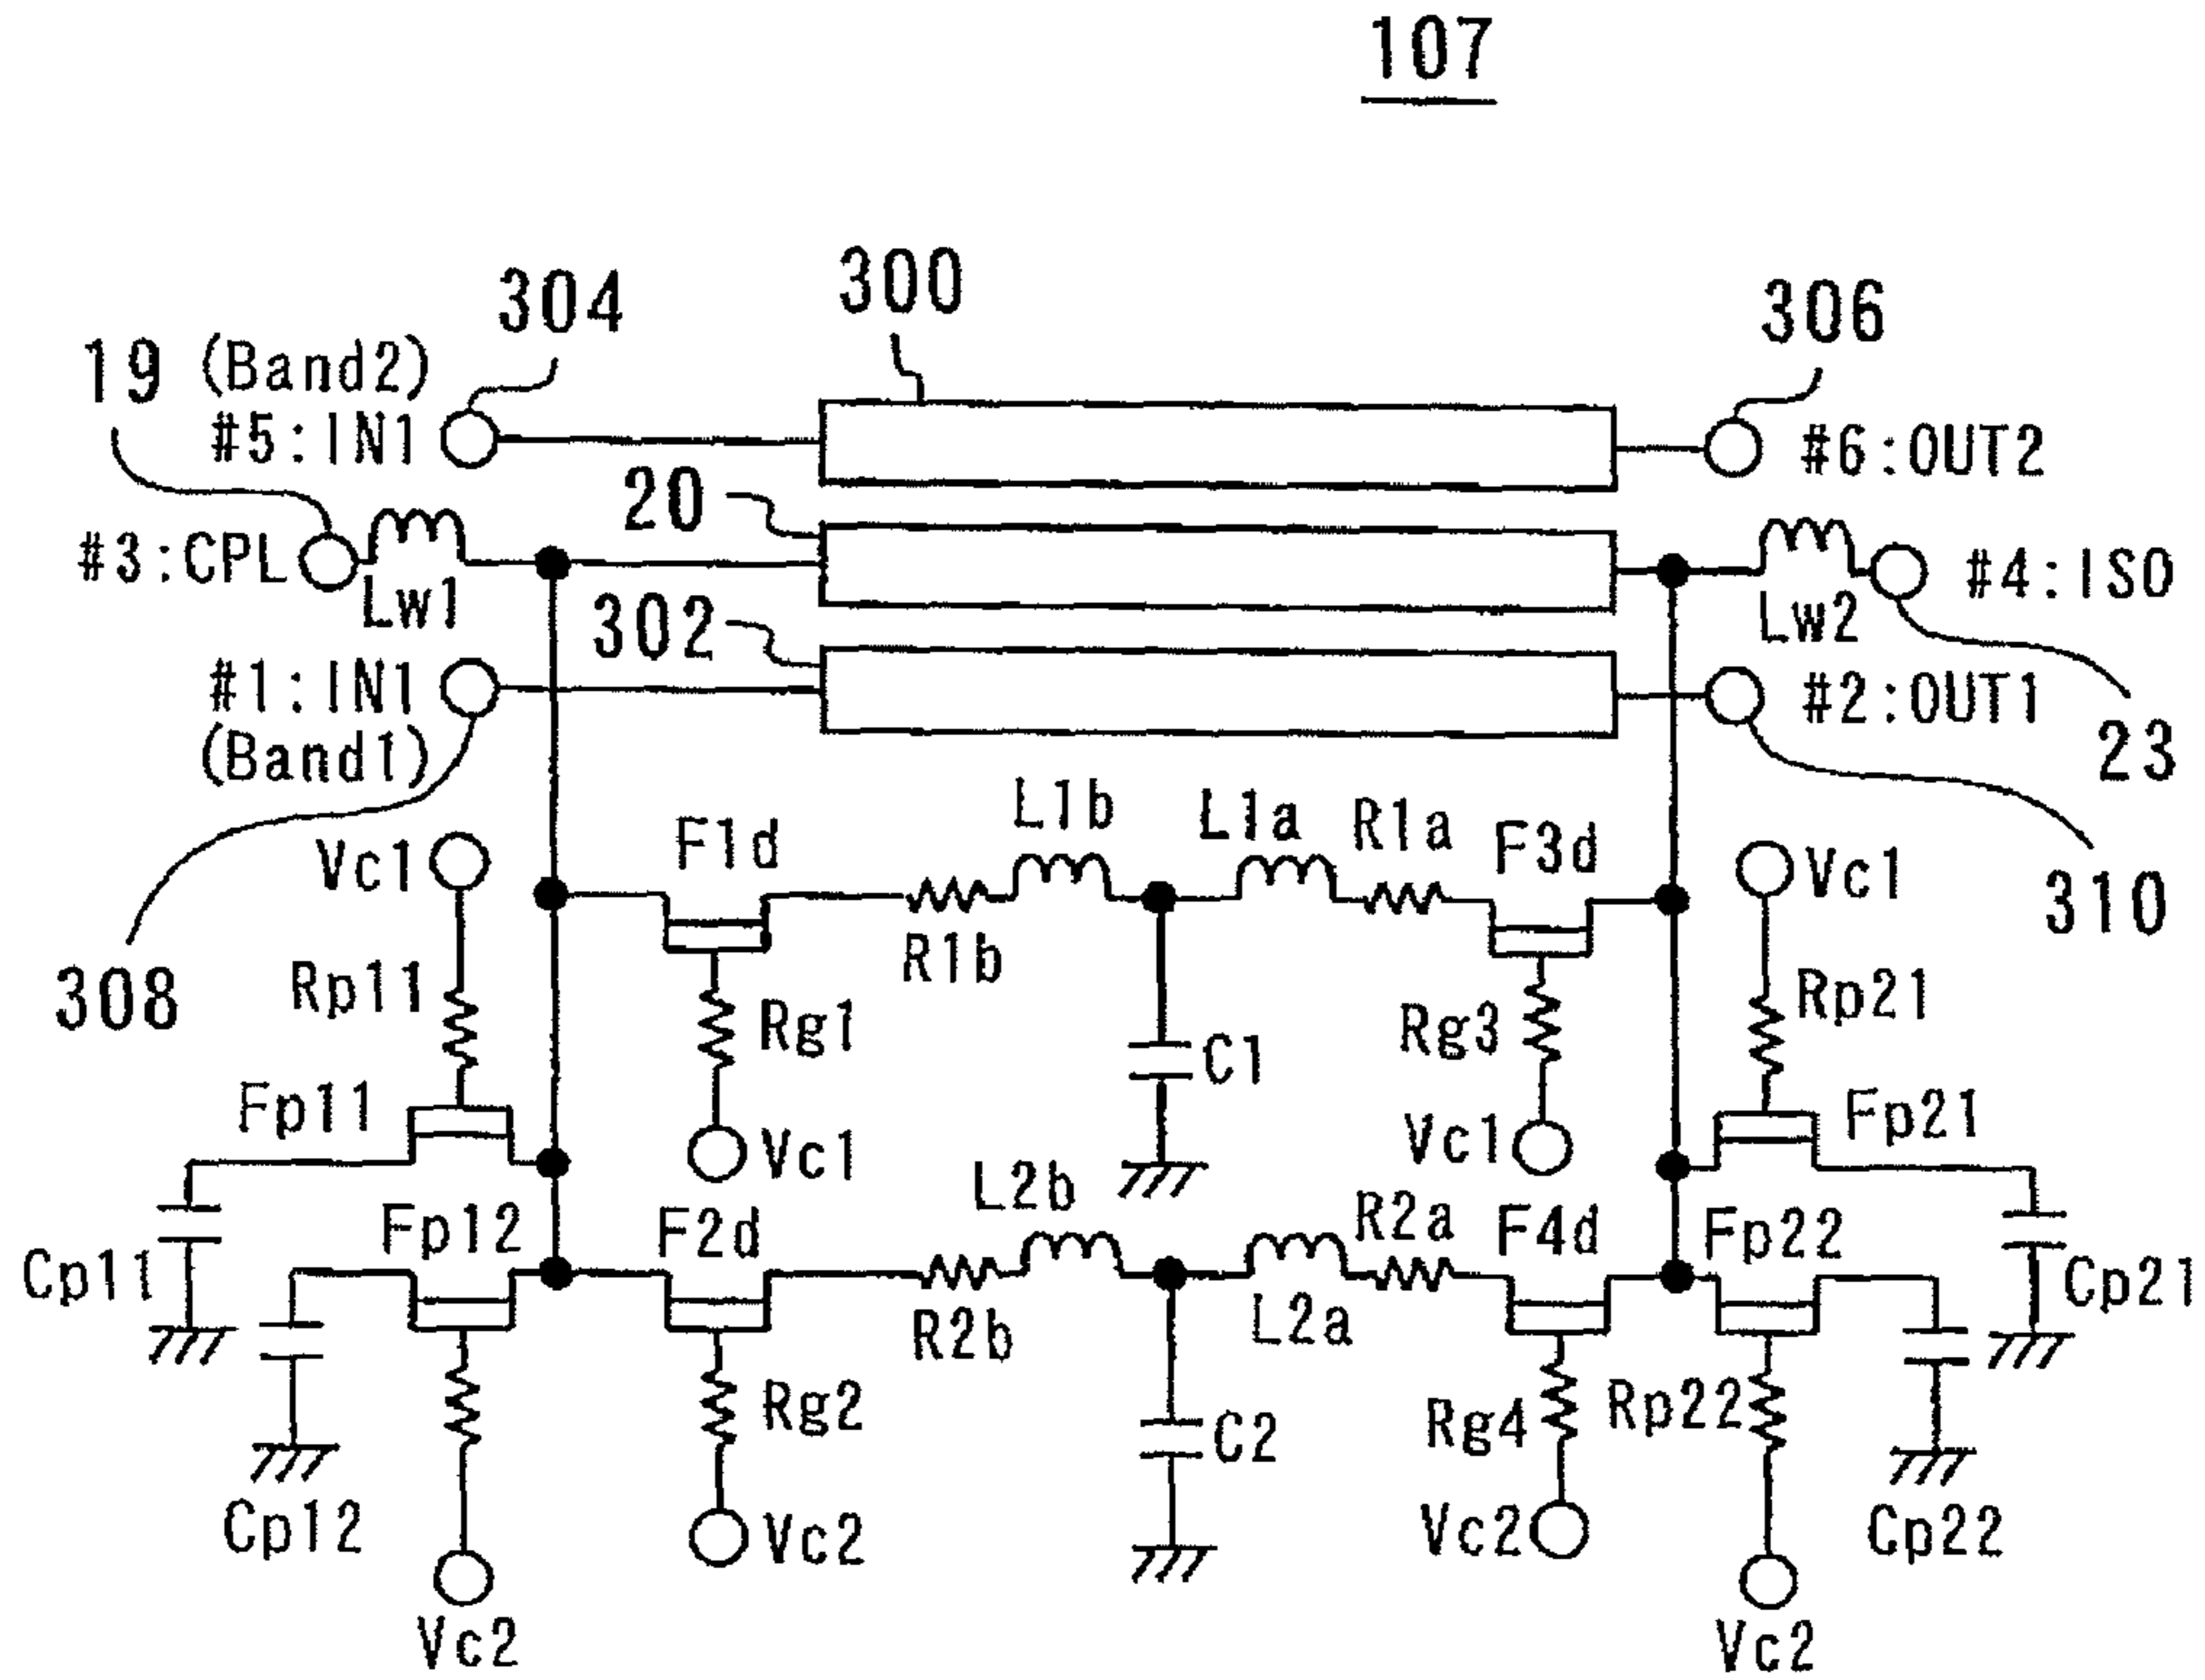 107
304
300
306
19 (Band2)
#5:IN1
#6:OUT2
20
#3:CPL
Lw1
#4:ISO
Lw2
302
#1:IN1
(Band1)
#2:OUT1
23
308
310
Vc1
F1d
L1b
L1a
R1a
F3d
Vc1
Rp11
R1b
Rp21
Rg1
C1
Rg3
Fp11
Vc1
Vc1
Fp21
Cp11
Fp12
F2d
L2b
R2a
F4d
Fp22
Cp21
R2b
L2a
Rg2
C2
Rg4
Rp22
Cp12
Vc2
Vc2
Cp22
Vc2
Vc2